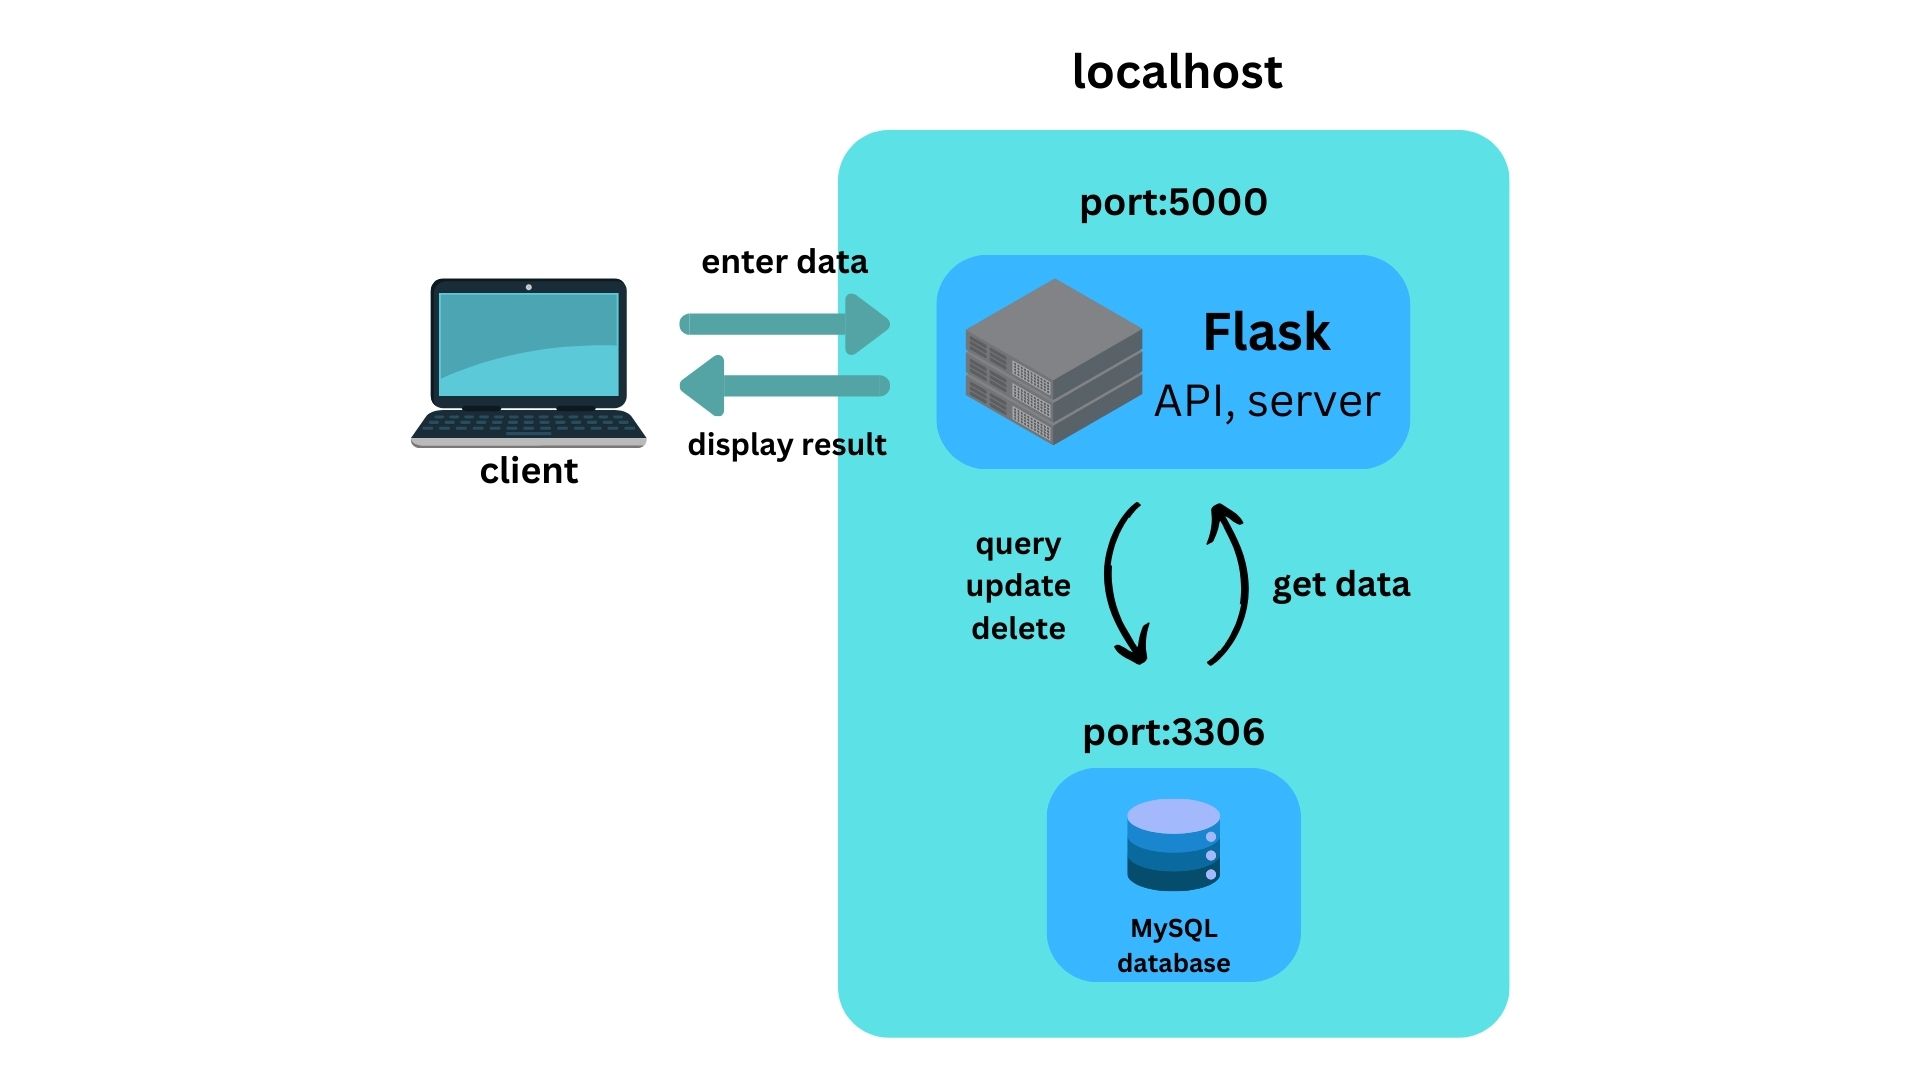 localhost
port:5000
enter data
Flask
API, server
display result
client
query
update
delete
get data
port:3306
MySQL
database